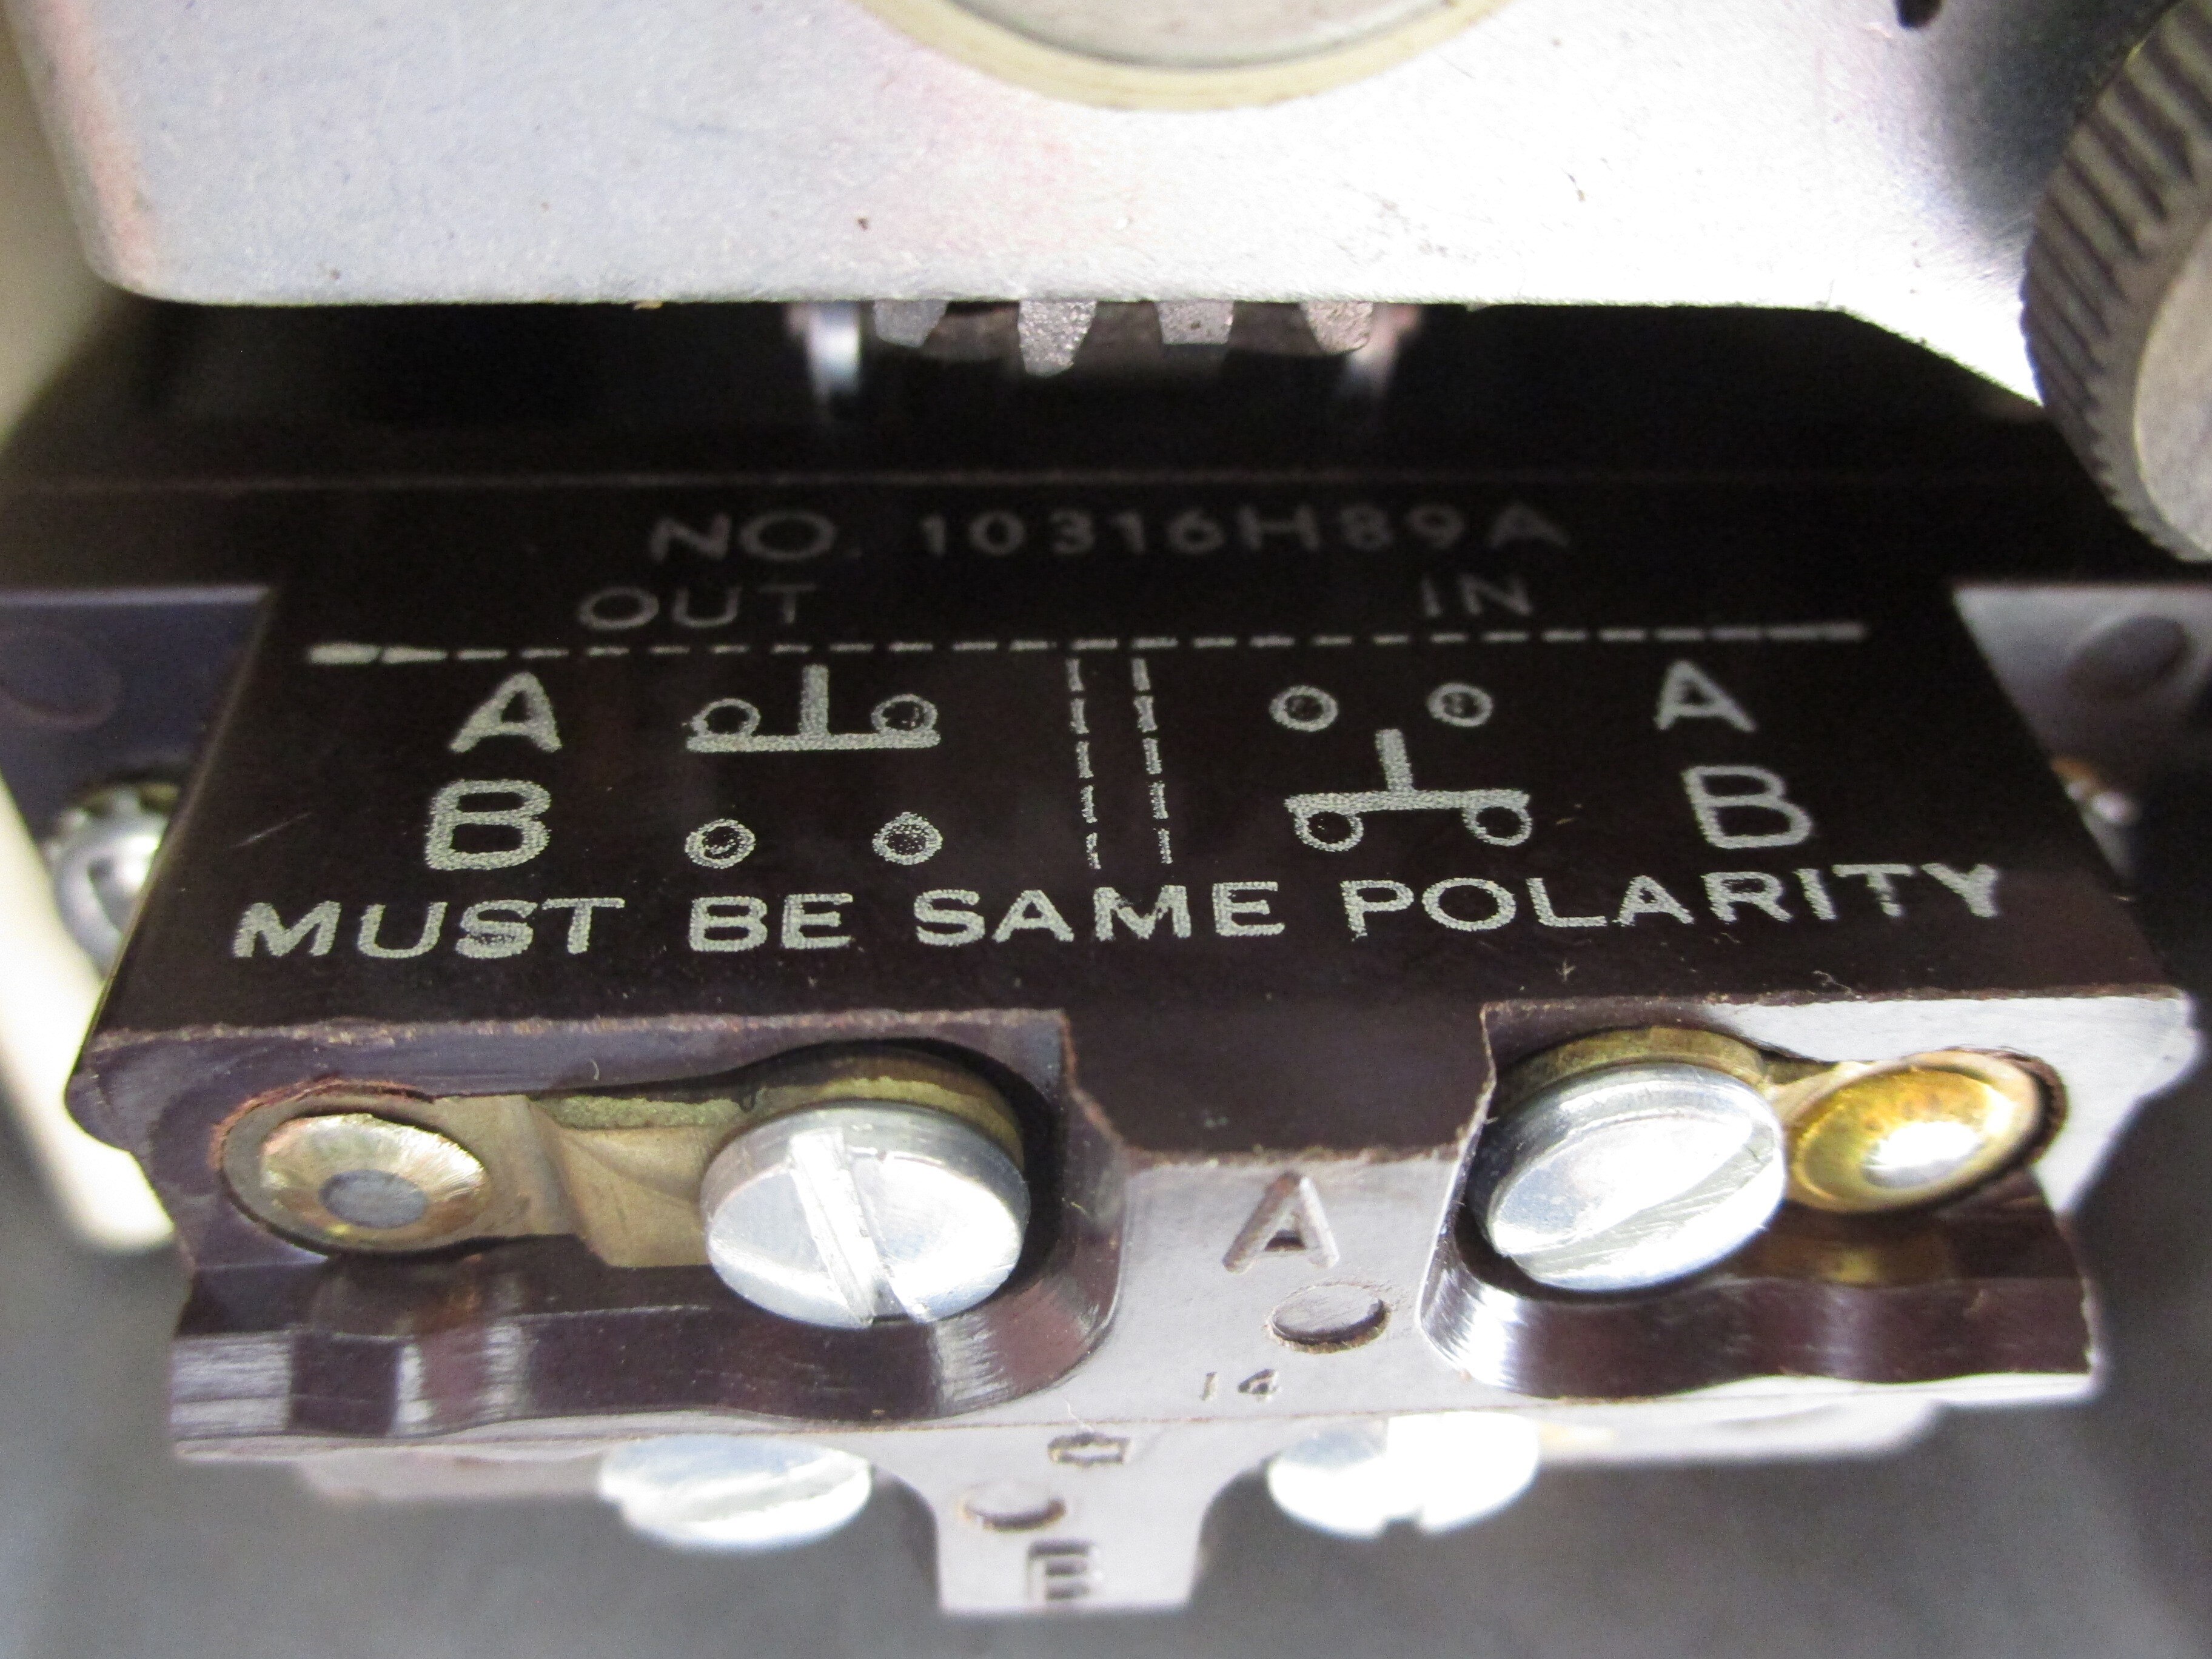 NO. 10316H89A
OUT IN
A A
B B
MUST BE SAME POLARITY
A
14
B